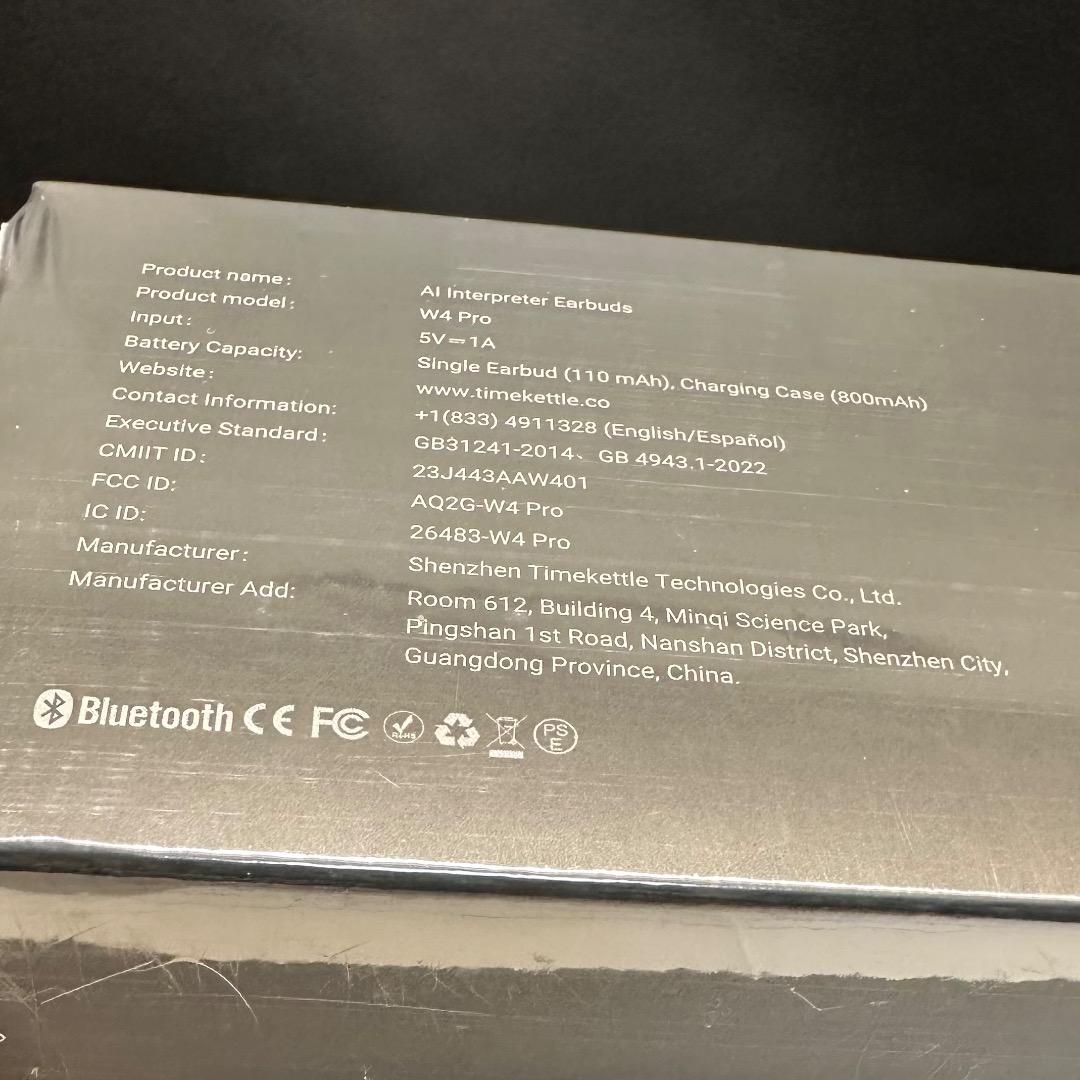 Product name: AI Interpreter Earbuds
Product model: W4 Pro
Input: 5V⎓1A
Battery Capacity: Single Earbud (110 mAh), Charging Case (800mAh)
Website: www.timekettle.co
Contact Information: +1(833) 4911328 (English/Español)
Executive Standard: GB31241-2014、GB 4943.1-2022
CMIIT ID: 23J443AAW401
FCC ID: AQ2G-W4 Pro
IC ID: 26483-W4 Pro
Manufacturer: Shenzhen Timekettle Technologies Co., Ltd.
Manufacturer Add: Room 612, Building 4, Minqi Science Park,
Pingshan 1st Road, Nanshan District, Shenzhen City,
Guangdong Province, China.
Bluetooth CE FC RoHS PSE